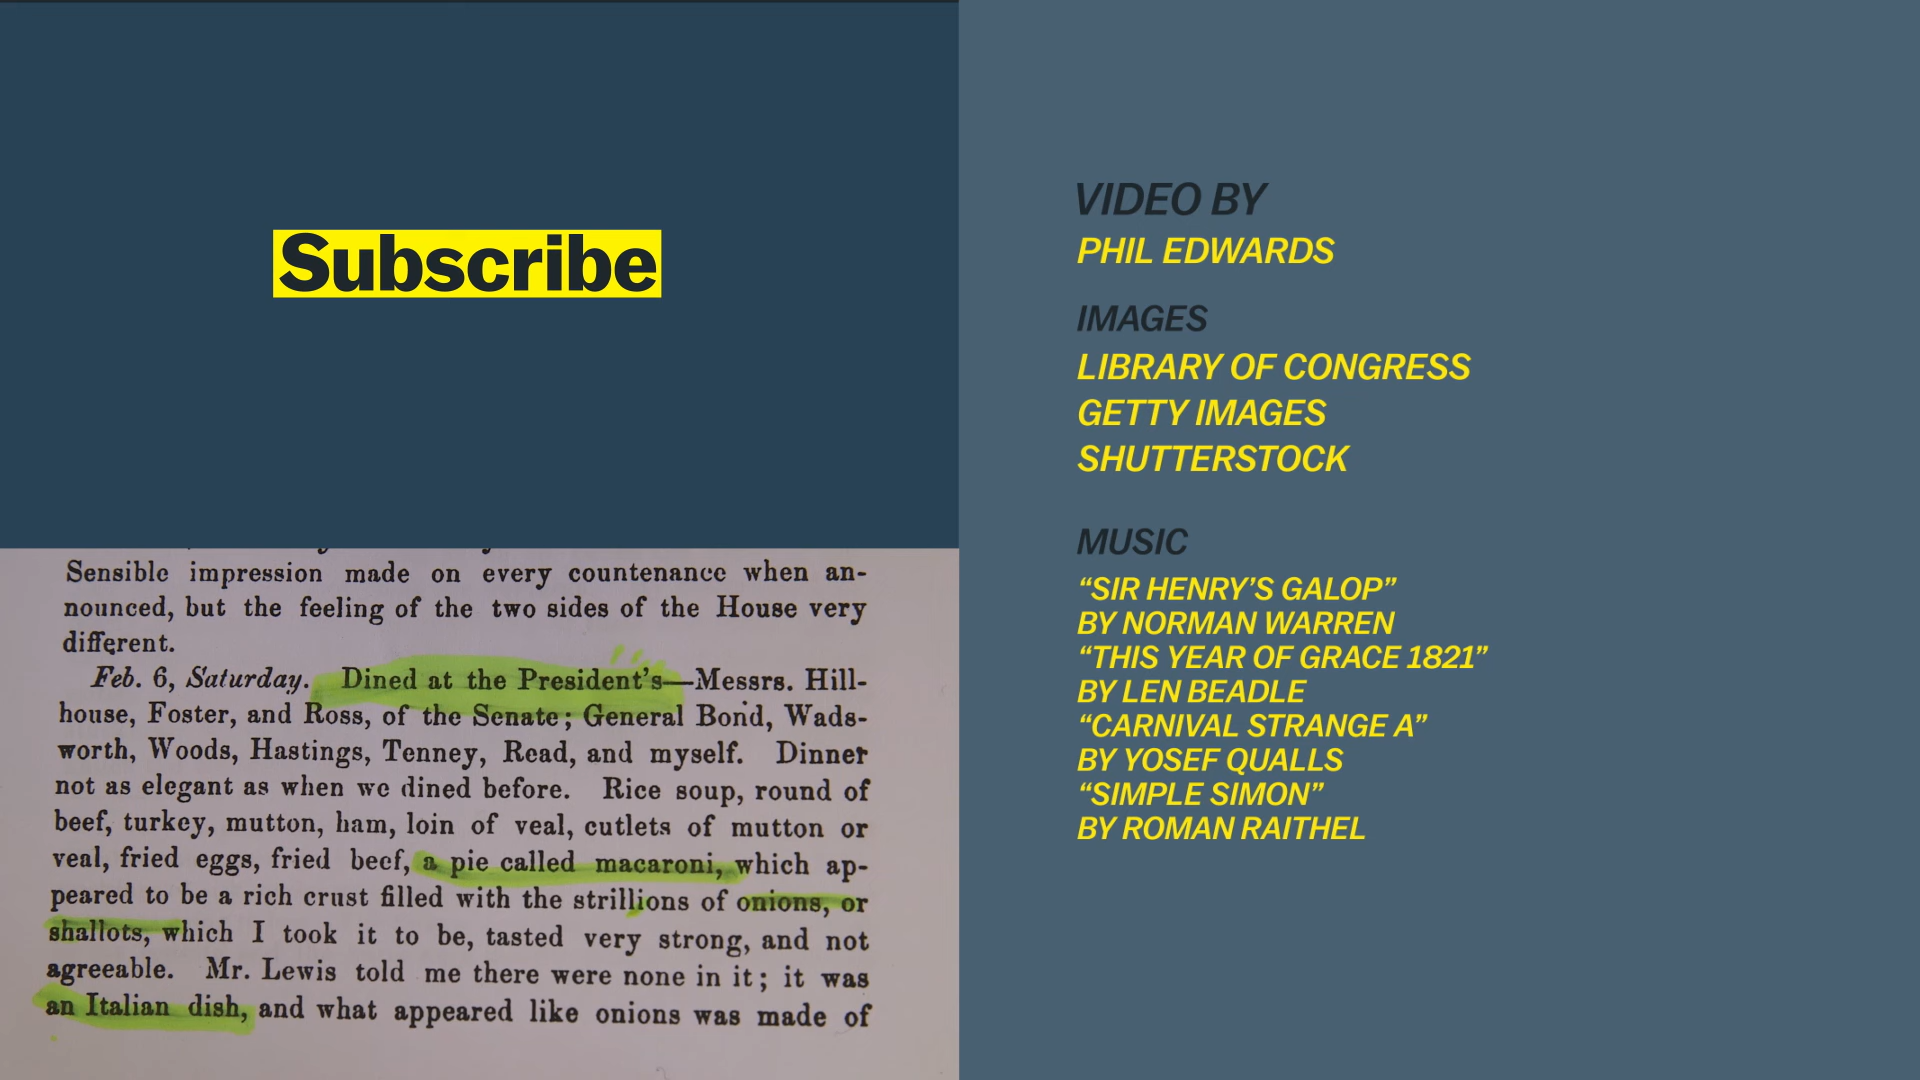 Subscribe
Sensible impression made on every countenance when an-
nounced, but the feeling of the two sides of the House very
different.
Feb. 6, Saturday. Dined at the President's—Messrs. Hill-
house, Foster, and Ross, of the Senate; General Bond, Wads-
worth, Woods, Hastings, Tenney, Read, and myself. Dinner
not as elegant as when we dined before. Rice soup, round of
beef, turkey, mutton, ham, loin of veal, cutlets of mutton or
veal, fried eggs, fried beef, a pie called macaroni, which ap-
peared to be a rich crust filled with the strillions of onions, or
shallots, which I took it to be, tasted very strong, and not
agreeable. Mr. Lewis told me there were none in it; it was
an Italian dish, and what appeared like onions was made of
VIDEO BY
PHIL EDWARDS
IMAGES
LIBRARY OF CONGRESS
GETTY IMAGES
SHUTTERSTOCK
MUSIC
“SIR HENRY’S GALOP”
BY NORMAN WARREN
“THIS YEAR OF GRACE 1821”
BY LEN BEADLE
“CARNIVAL STRANGE A”
BY YOSEF QUALLS
“SIMPLE SIMON”
BY ROMAN RAITHEL